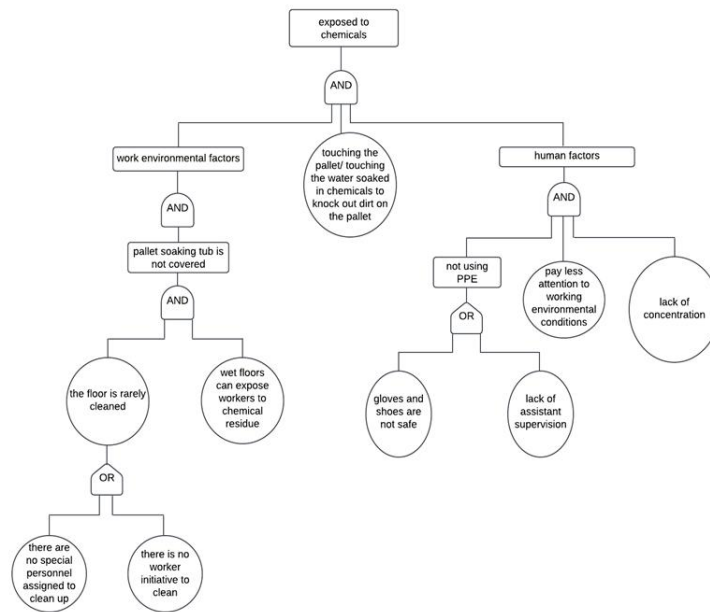 exposed to
chemicals
AND
work environmental factors
touching the
pallet/ touching
the water soaked
in chemicals to
knock out dirt on
the pallet
human factors
AND
AND
pallet soaking tub is
not covered
not using
PPE
pay less
attention to
working
environmental
conditions
lack of
concentration
AND
OR
the floor is rarely
cleaned
wet floors
can expose
workers to
chemical
residue
gloves and
shoes are
not safe
lack of
assistant
supervision
OR
there are
no special
personnel
assigned to
clean up
there is no
worker
initiative to
clean